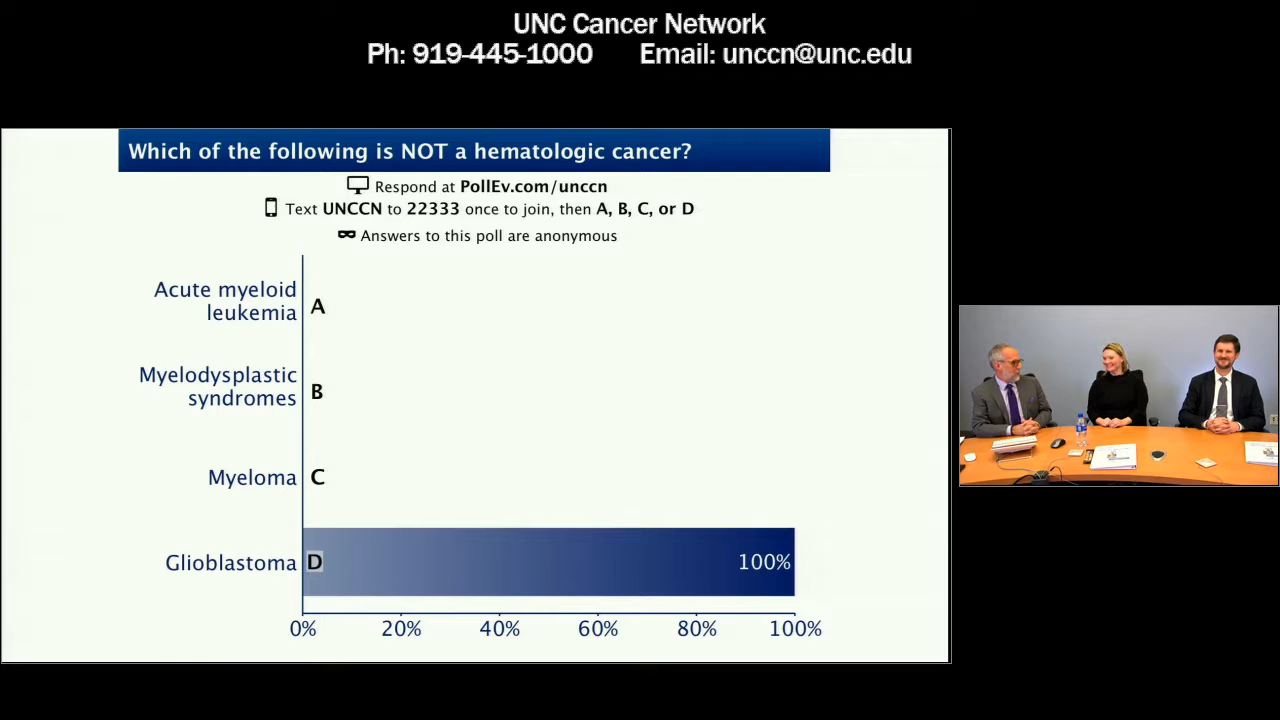 UNC Cancer Network
Ph: 919-445-1000 Email: unccn@unc.edu
Which of the following is NOT a hematologic cancer?
Respond at PollEv.com/unccn
Text UNCCN to 22333 once to join, then A, B, C, or D
Answers to this poll are anonymous
Acute myeloid
leukemia A
Myelodysplastic
syndromes B
Myeloma C
Glioblastoma D 100%
0% 20% 40% 60% 80% 100%